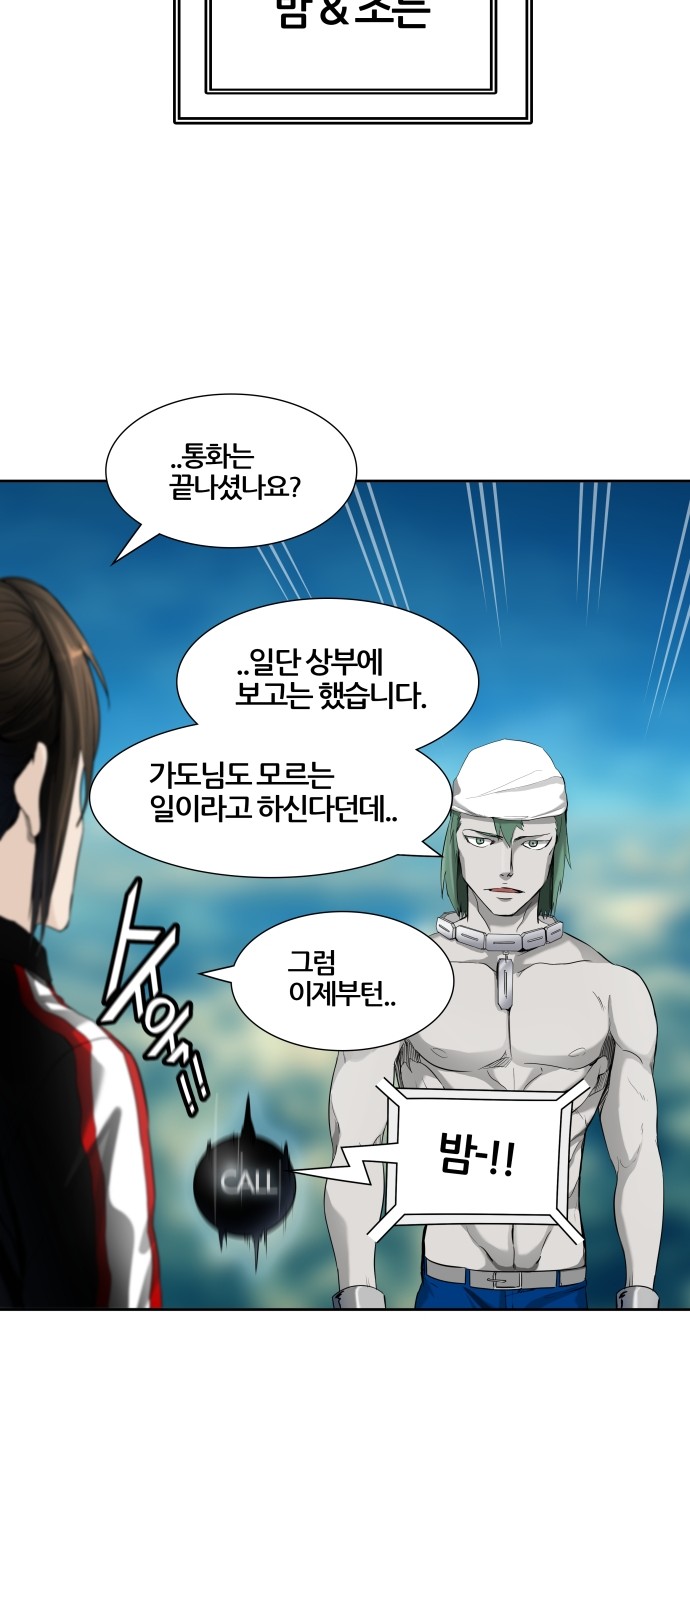 밤 & 초는
..통화는
끝나셨나요?
..일단 상부에
보고는 했습니다.
가도님도 모르는
일이라고 하신다던데..
그럼
이제부턴..
CALL
밤-!!